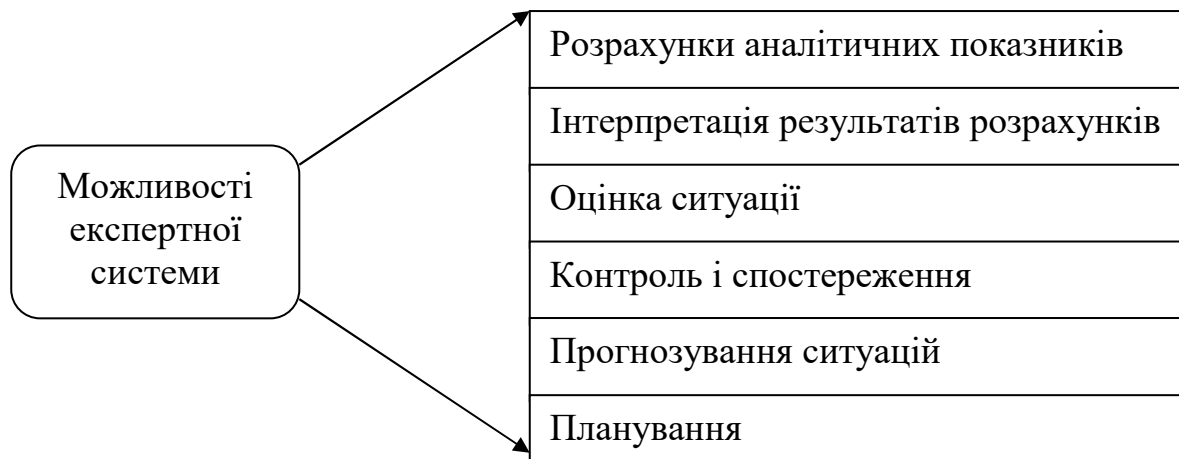 Можливості
експертної
системи
Розрахунки аналітичних показників
Інтерпретація результатів розрахунків
Оцінка ситуації
Контроль і спостереження
Прогнозування ситуацій
Планування